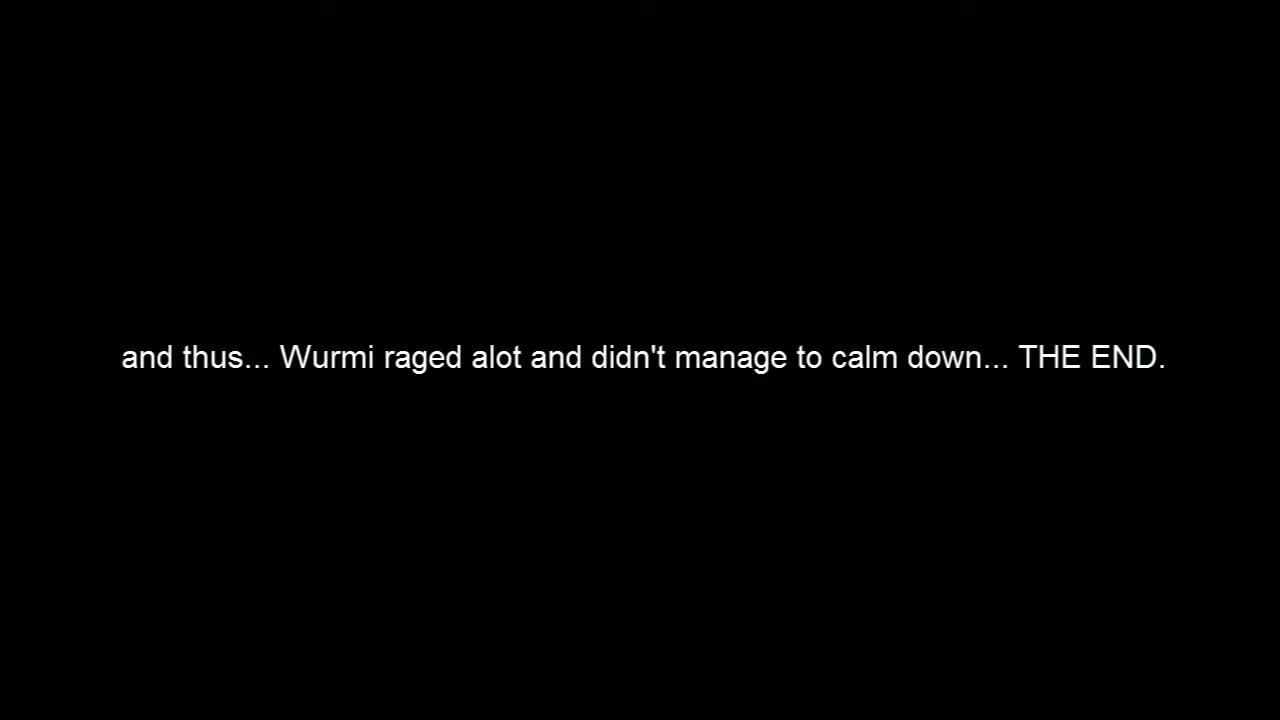 and thus... Wurmi raged alot and didn't manage to calm down... THE END.